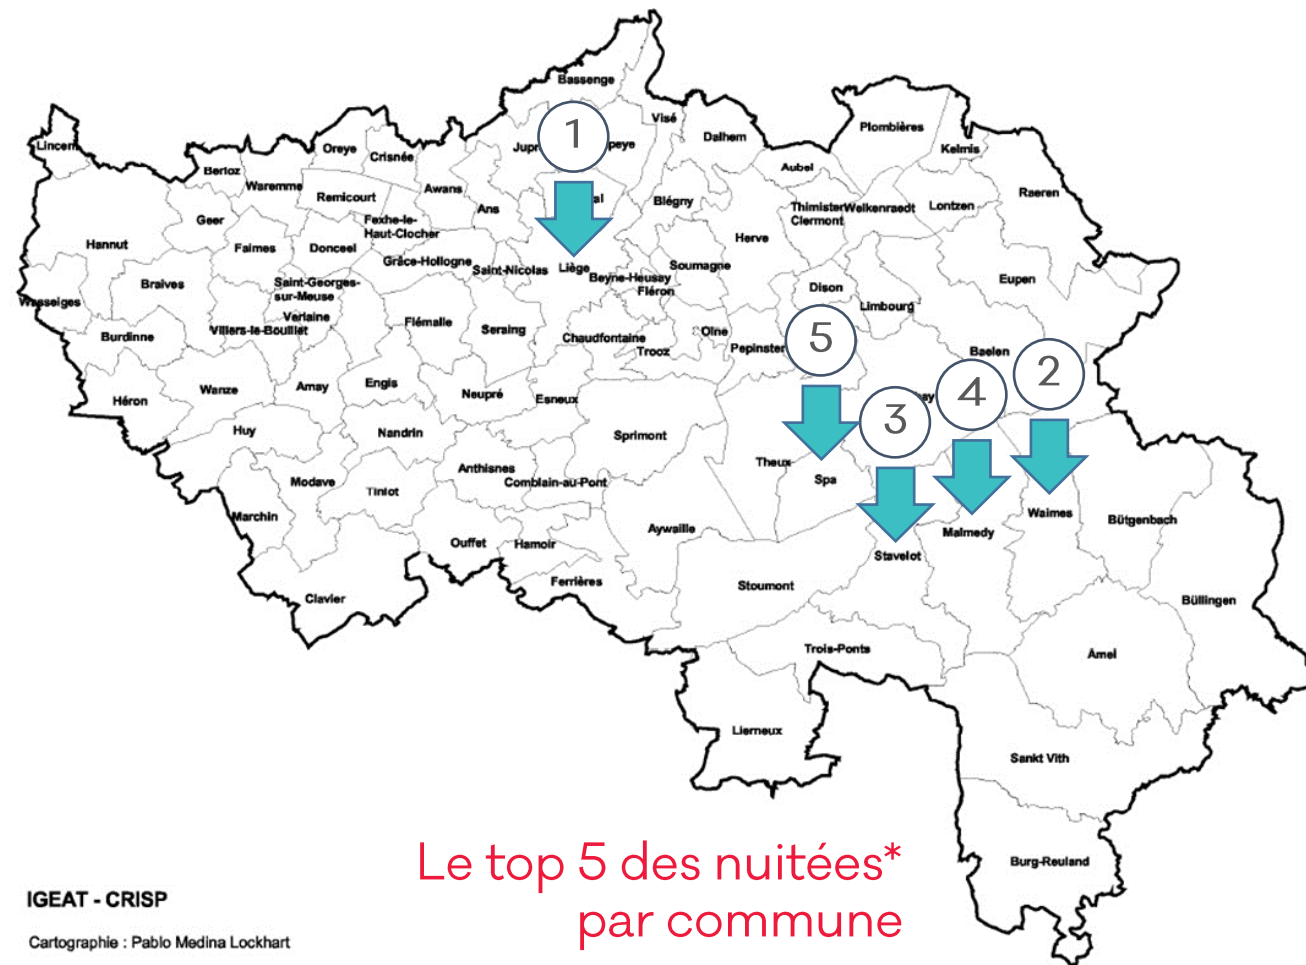 Bassenge
Visé
Dalhem
Plombières
Kelmis
Oreye
Crisnée
Aubel
Berloz
Waremme
Remicourt
Awans
Ans
Blégny
Thimister
Clermont
Welkenraedt
Lontzen
Raeren
Geer
Fexhe-le-
Haut-Clocher
Hannut
Faimes
Donceel
Herve
Grâce-Hollogne
Saint-Nicolas
Liège
Beyne-Heusay
Fléron
Soumagne
Eupen
Braives
Saint-Georges-
sur-Meuse
Dison
Limbourg
Verlaine
Villers-le-Bouillet
Flémalle
Seraing
Chaudfontaine
Trooz
Olne
Pepinster
Burdinne
Baelen
Wanze
Amay
Engis
Neupré
Esneux
Héron
Huy
Nandrin
Sprimont
Theux
Spa
Anthisnes
Comblain-au-Pont
Modave
Tinlot
Marchin
Aywaille
Malmedy
Waimes
Bütgenbach
Ouffet
Hamoir
Stavelot
Ferrières
Stoumont
Clavier
Büllingen
Trois-Ponts
Amel
Lierneux
Sankt Vith
Burg-Reuland
1
5
3
4
2
Le top 5 des nuitées*
par commune
IGEAT - CRISP
Cartographie : Pablo Medina Lockhart